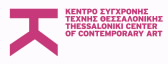 ΚΕΝΤΡΟ ΣΥΓΧΡΟΝΗΣ
ΤΕΧΝΗΣ ΘΕΣΣΑΛΟΝΙΚΗΣ
THESSALONIKI CENTER
OF CONTEMPORARY ART